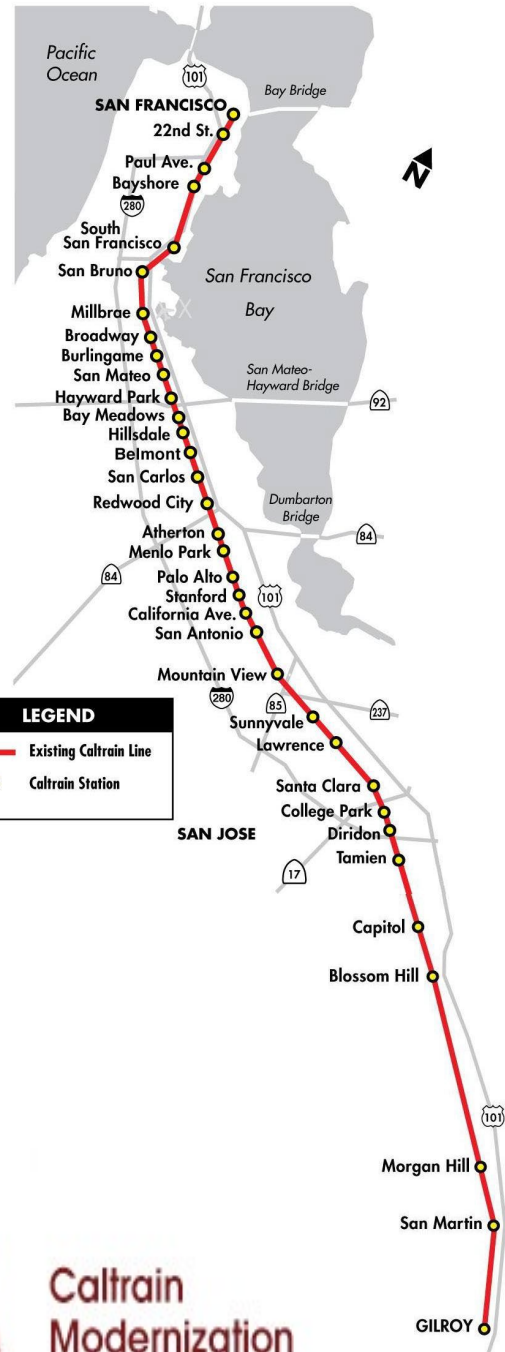 Pacific
Ocean
101
SAN FRANCISCO
Bay Bridge
22nd St.
Paul Ave.
N
Bayshore
280
South
San Francisco
San Bruno
San Francisco
Bay
Millbrae
Broadway
Burlingame
San Mateo
San Mateo-
Hayward Bridge
Hayward Park
92
Bay Meadows
Hillsdale
Belmont
San Carlos
Redwood City
Dumbarton
Bridge
Atherton
84
Menlo Park
84
Palo Alto
Stanford
101
California Ave.
San Antonio
Mountain View
280
85
237
LEGEND
Existing Caltrain Line
Caltrain Station
Sunnyvale
Lawrence
Santa Clara
College Park
SAN JOSE
Diridon
Tamien
17
Capitol
Blossom Hill
101
Morgan Hill
San Martin
Caltrain
Modernization
GILROY